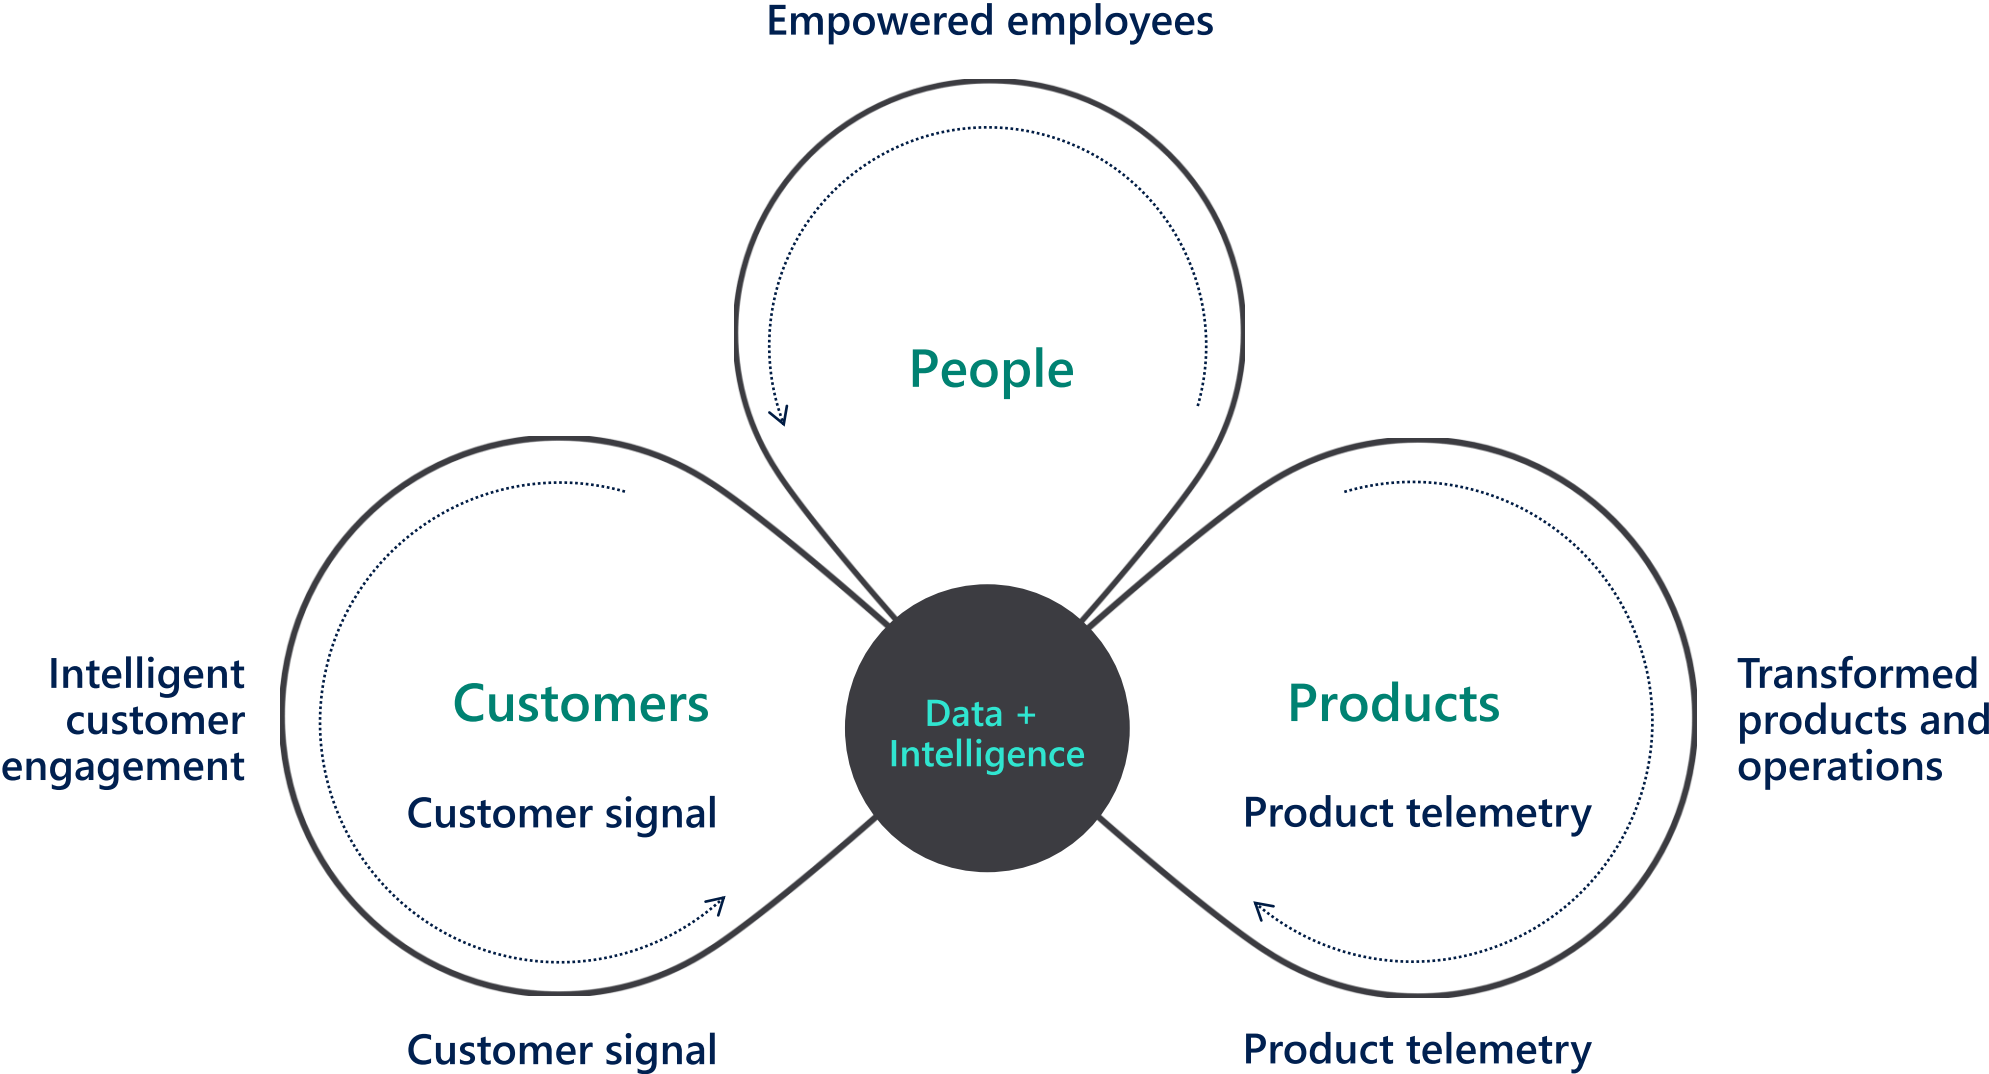 Empowered employees
People
Intelligent
customer
engagement
Customers
Customer signal
Data +
Intelligence
Products
Product telemetry
Transformed
products and
operations
Customer signal
Product telemetry